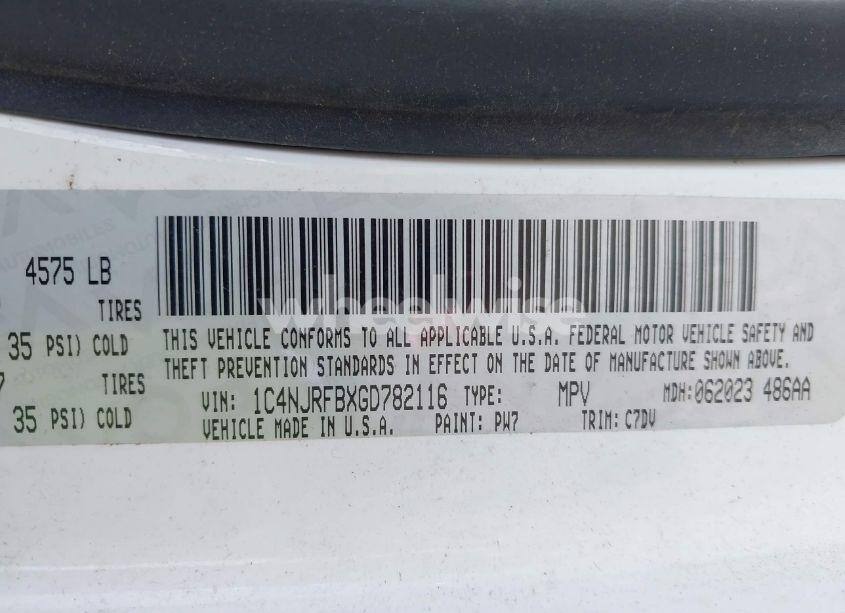 4575 LB
TIRES
35 PSI) COLD
TIRES
35 PSI) COLD
wheelwise
THIS VEHICLE CONFORMS TO ALL APPLICABLE U.S.A. FEDERAL MOTOR VEHICLE SAFETY AND
THEFT PREVENTION STANDARDS IN EFFECT ON THE DATE OF MANUFACTURE SHOWN ABOVE.
VIN: 1C4NJRFBXGD782116 TYPE: MPV MDH:062023 486AA
VEHICLE MADE IN U.S.A. PAINT: PW7 TRIM: C7DV